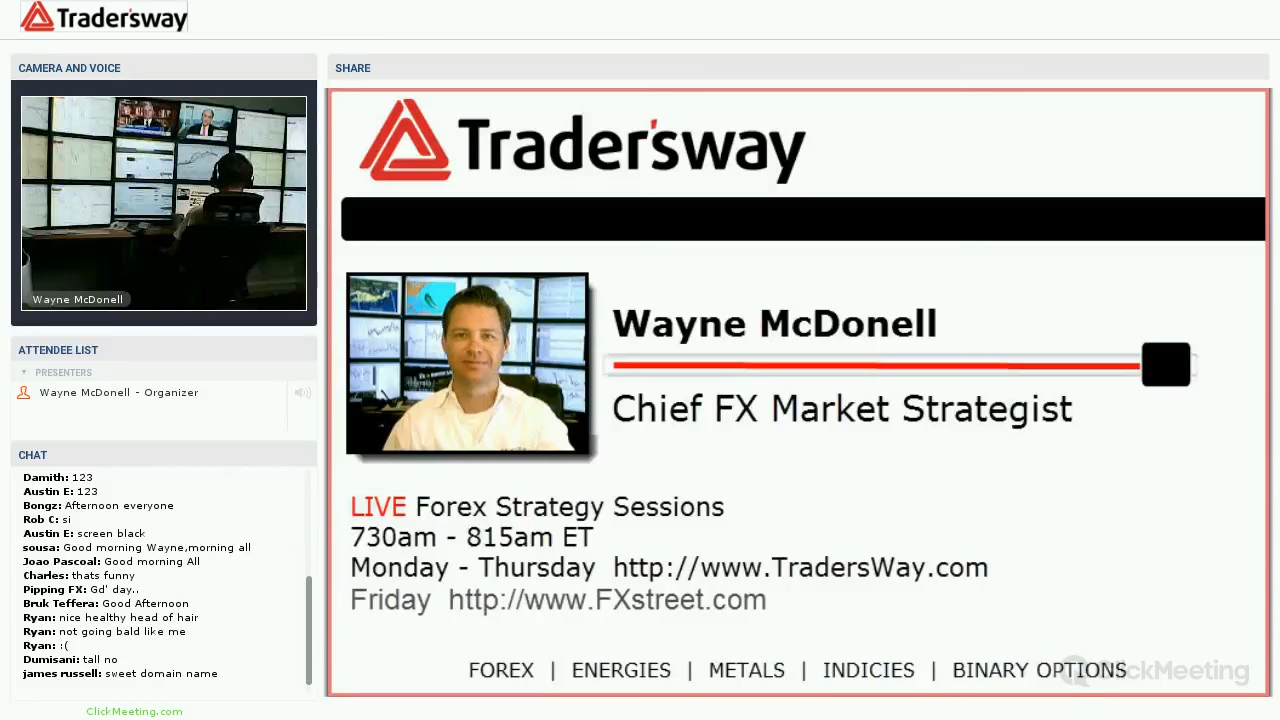 Trader'sway
CAMERA AND VOICE
Wayne McDonell
ATTENDEE LIST
PRESENTERS
Wayne McDonell - Organizer
CHAT
Damith: 123
Austin E: 123
Bongz: Afternoon everyone
Rob C: si
Austin E: screen black
sousa: Good morning Wayne,morning all
Joao Pascoal: Good morning All
Charles: thats funny
Pipping FX: Gd' day..
Bruk Teffera: Good Afternoon
Ryan: nice healthy head of hair
Ryan: not going bald like me
Ryan: :(
Dumisani: tall no
james russell: sweet domain name
ClickMeeting.com
SHARE
Trader'sway
Wayne McDonell
Chief FX Market Strategist
LIVE Forex Strategy Sessions
730am - 815am ET
Monday - Thursday http://www.TradersWay.com
Friday http://www.FXstreet.com
FOREX | ENERGIES | METALS | INDICIES | BINARY OPTIONS
ClickMeeting